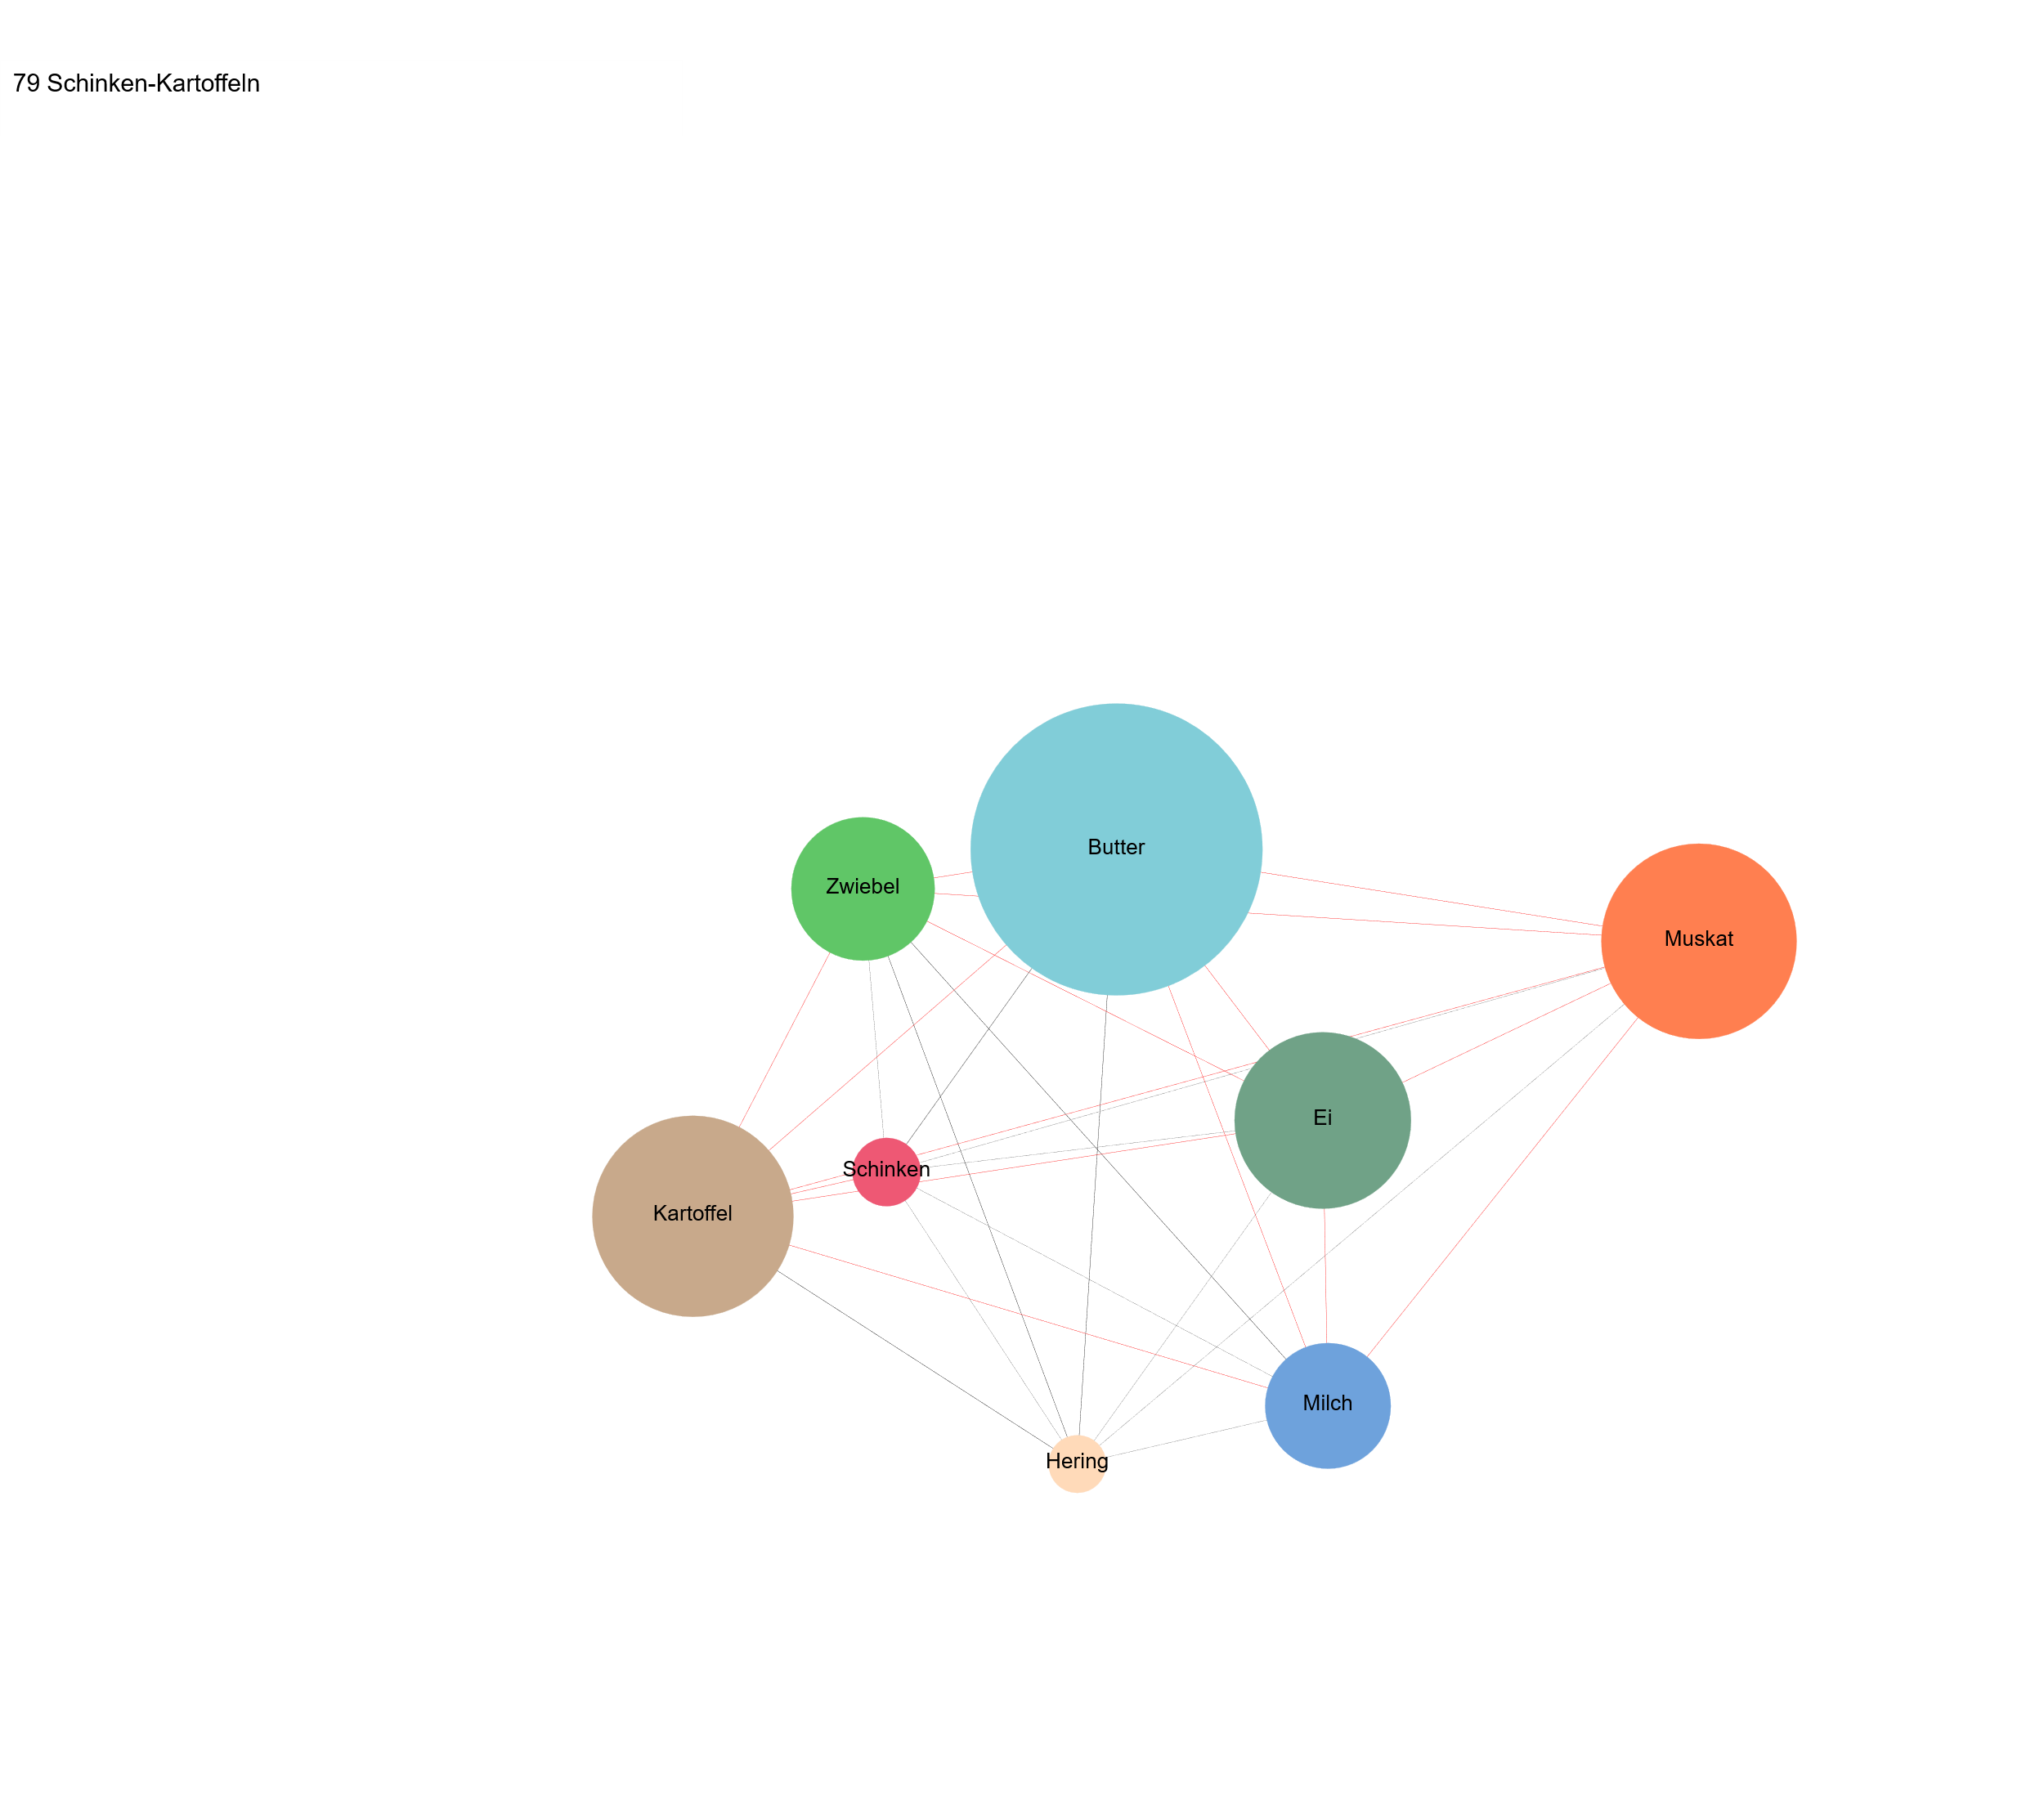 79 Schinken-Kartoffeln
Butter
Zwiebel
Muskat
Ei
Schinken
Kartoffel
Milch
Hering